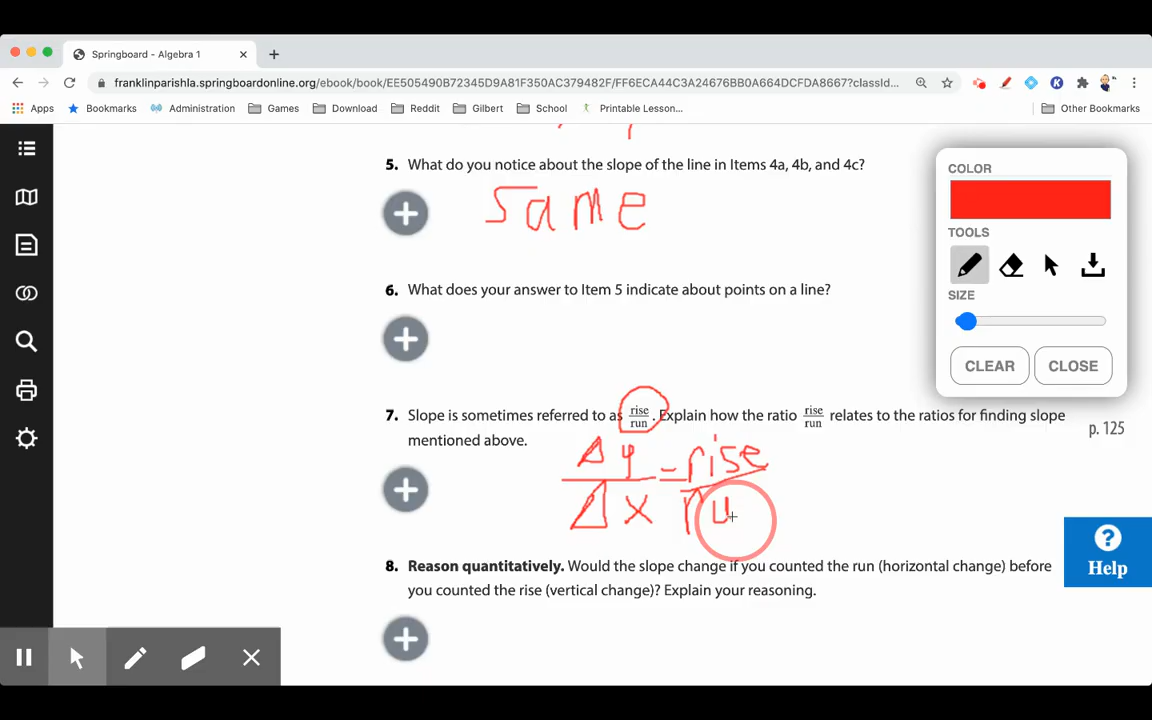 Springboard - Algebra 1
franklinparishla.springboardonline.org/ebook/book/EE505490B72345D9A81F350AC379482F/FF6ECA44C3A24676BB0A664DCFDA8667?classId...
Apps Bookmarks Administration Games Download Reddit Gilbert School Printable Lesson... Other Bookmarks
5. What do you notice about the slope of the line in Items 4a, 4b, and 4c?
same
6. What does your answer to Item 5 indicate about points on a line?
7. Slope is sometimes referred to as rise/run. Explain how the ratio rise/run relates to the ratios for finding slope
mentioned above.
p. 125
Δy/Δx = rise/ru
8. Reason quantitatively. Would the slope change if you counted the run (horizontal change) before
you counted the rise (vertical change)? Explain your reasoning.
COLOR
TOOLS
SIZE
CLEAR CLOSE
?
Help